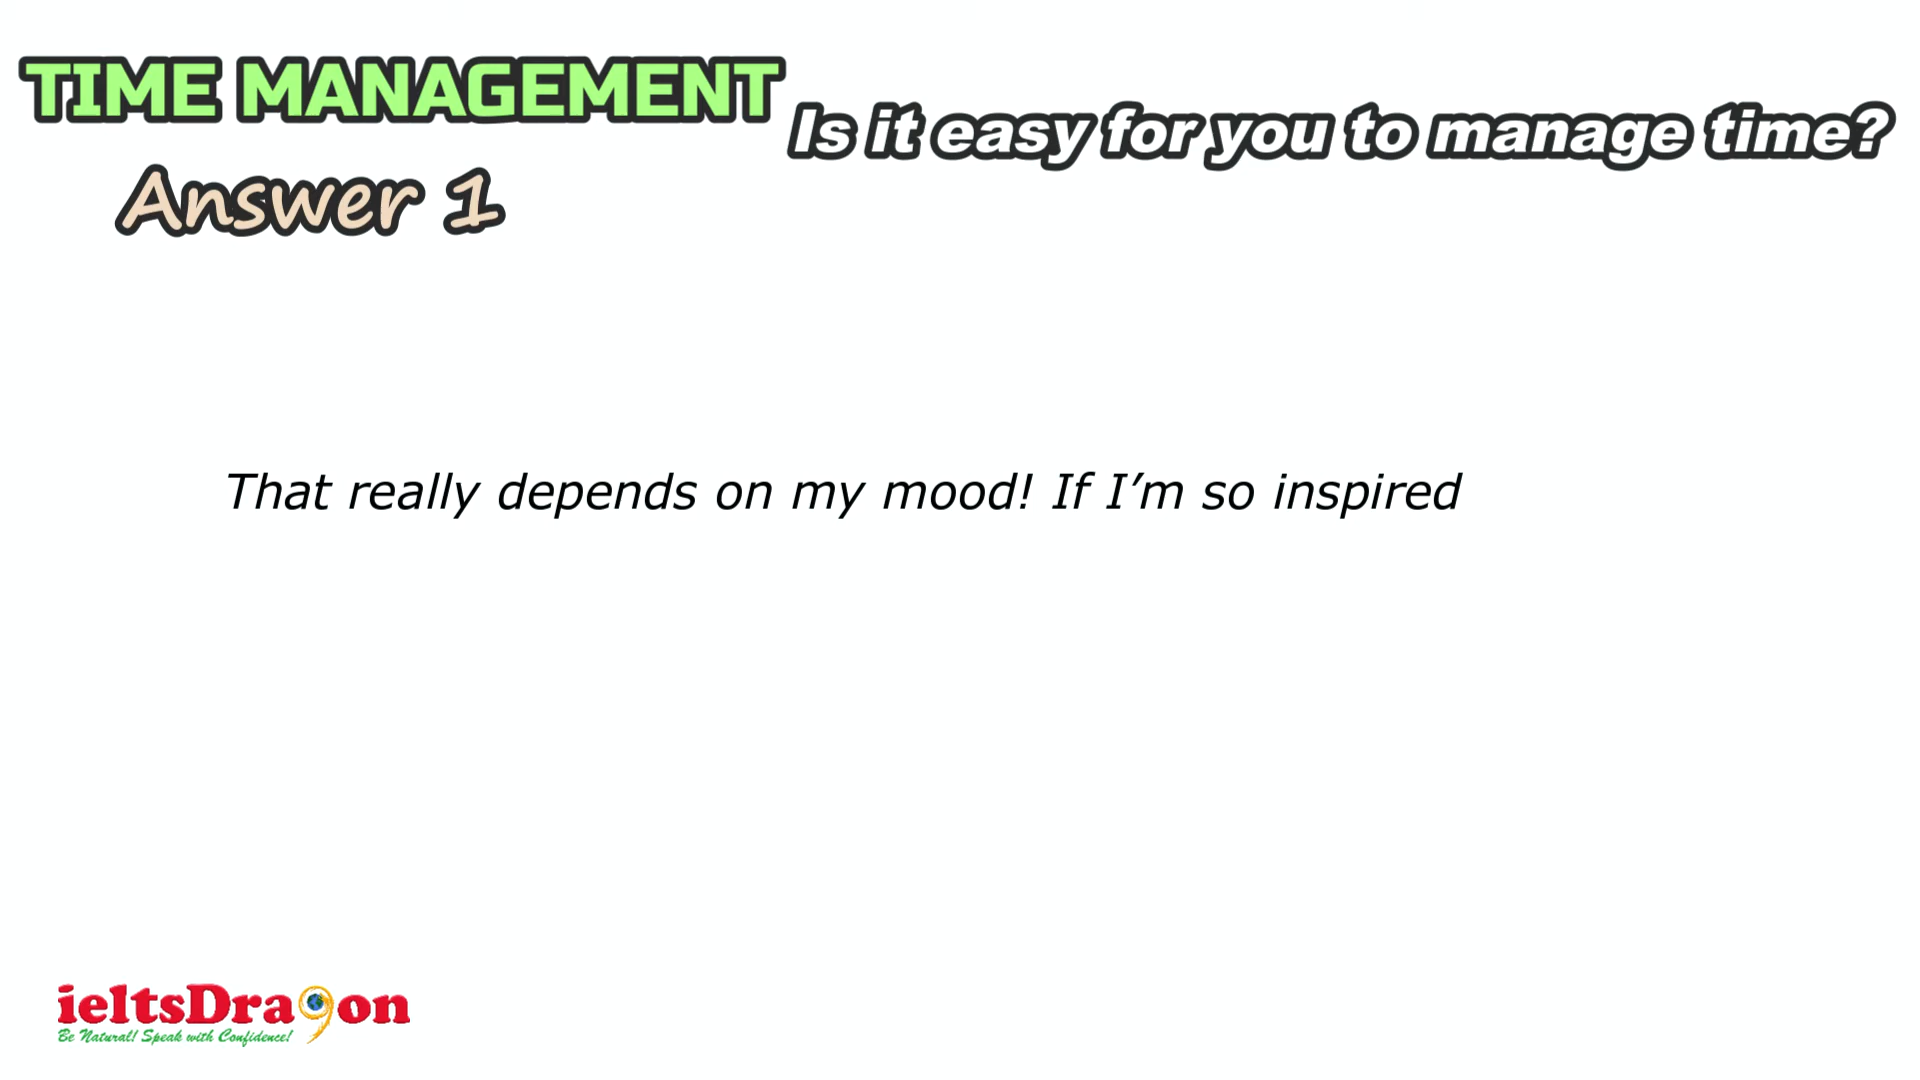 TIME MANAGEMENT
Is it easy for you to manage time?
Answer 1
That really depends on my mood! If I’m so inspired
ieltsDra9on
Be Natural! Speak with Confidence!